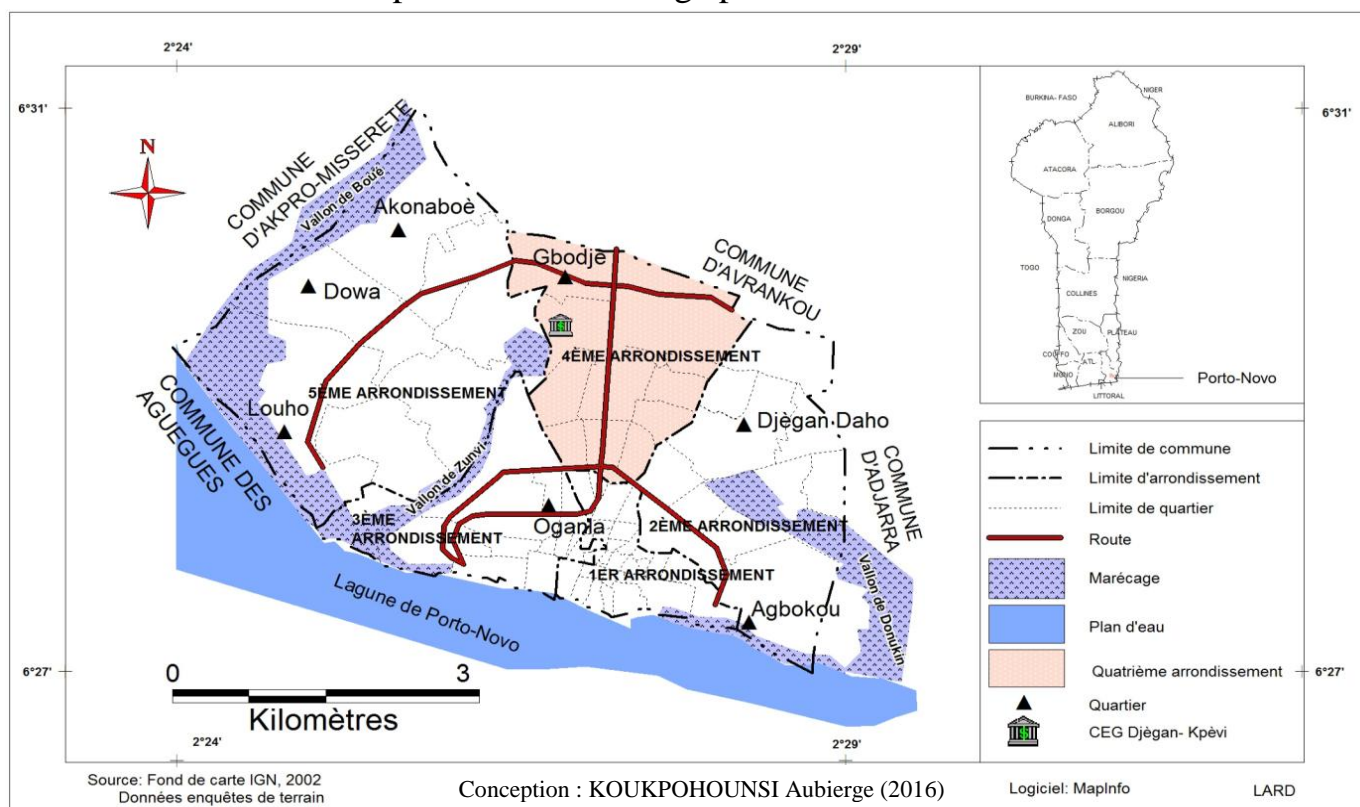 2°24'
2°29'
6°31'
6°31'
N
COMMUNE
D'AKPRO-MISSERETE
Vallon de Boué
Akonaboè
Gbodjè
COMMUNE
D'AVRANKOU
Dowa
4ÈME ARRONDISSEMENT
5ÈME ARRONDISSEMENT
COMMUNE DES
AGUEGUES
Louho
Djègan Daho
Vallon de Zunvi
COMMUNE
D'ADJARRA
3ÈME
ARRONDISSEMENT
Ogania
2ÈME ARRONDISSEMENT
1ER ARRONDISSEMENT
Vallon de Donukin
Agbokou
Lagune de Porto-Novo
0 3
Kilomètres
6°27'
6°27'
2°24'
2°29'
BURKINA- FASO
NIGER
ALIBORI
ATACORA
BORGOU
DONGA
TOGO
NIGERIA
COLLINES
ZOU
PLATEAU
COUFFO
ATL
MONO
LITTORAL
Porto-Novo
Limite de commune
Limite d'arrondissement
Limite de quartier
Route
Marécage
Plan d'eau
Quatrième arrondissement
Quartier
CEG Djègan- Kpèvi
Source: Fond de carte IGN, 2002
Données enquêtes de terrain
Conception : KOUKPOHOUNSI Aubierge (2016)
Logiciel: MapInfo
LARD